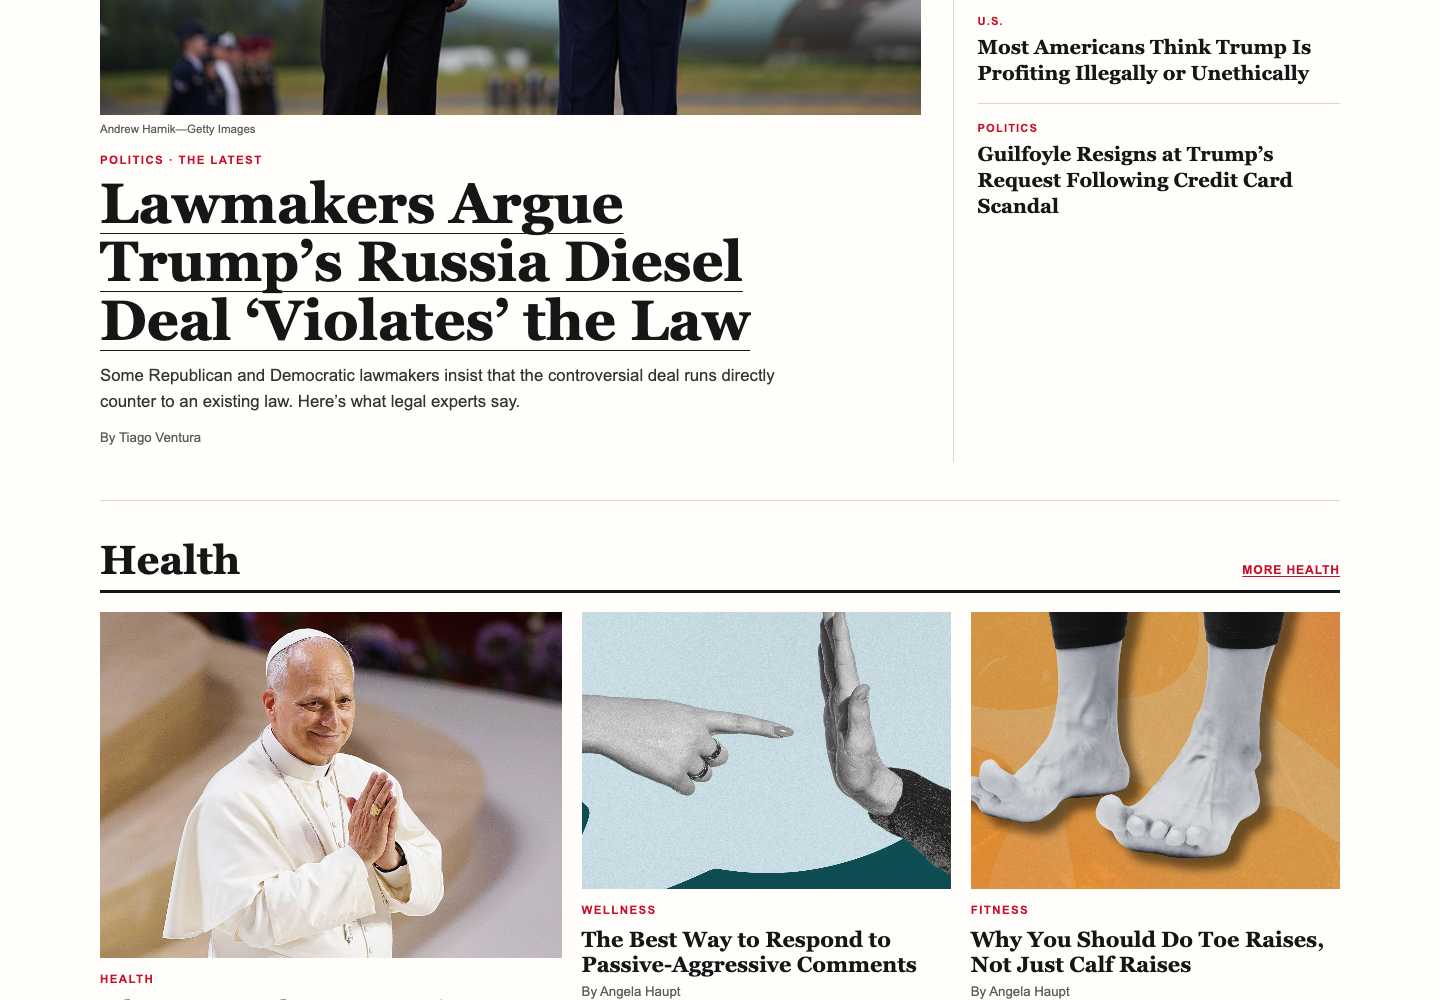 Andrew Harnik—Getty Images
POLITICS · THE LATEST
Lawmakers Argue
Trump’s Russia Diesel
Deal ‘Violates’ the Law
Some Republican and Democratic lawmakers insist that the controversial deal runs directly
counter to an existing law. Here’s what legal experts say.
By Tiago Ventura
U.S.
Most Americans Think Trump Is
Profiting Illegally or Unethically
POLITICS
Guilfoyle Resigns at Trump’s
Request Following Credit Card
Scandal
Health
MORE HEALTH
HEALTH
WELLNESS
The Best Way to Respond to
Passive-Aggressive Comments
By Angela Haupt
FITNESS
Why You Should Do Toe Raises,
Not Just Calf Raises
By Angela Haupt